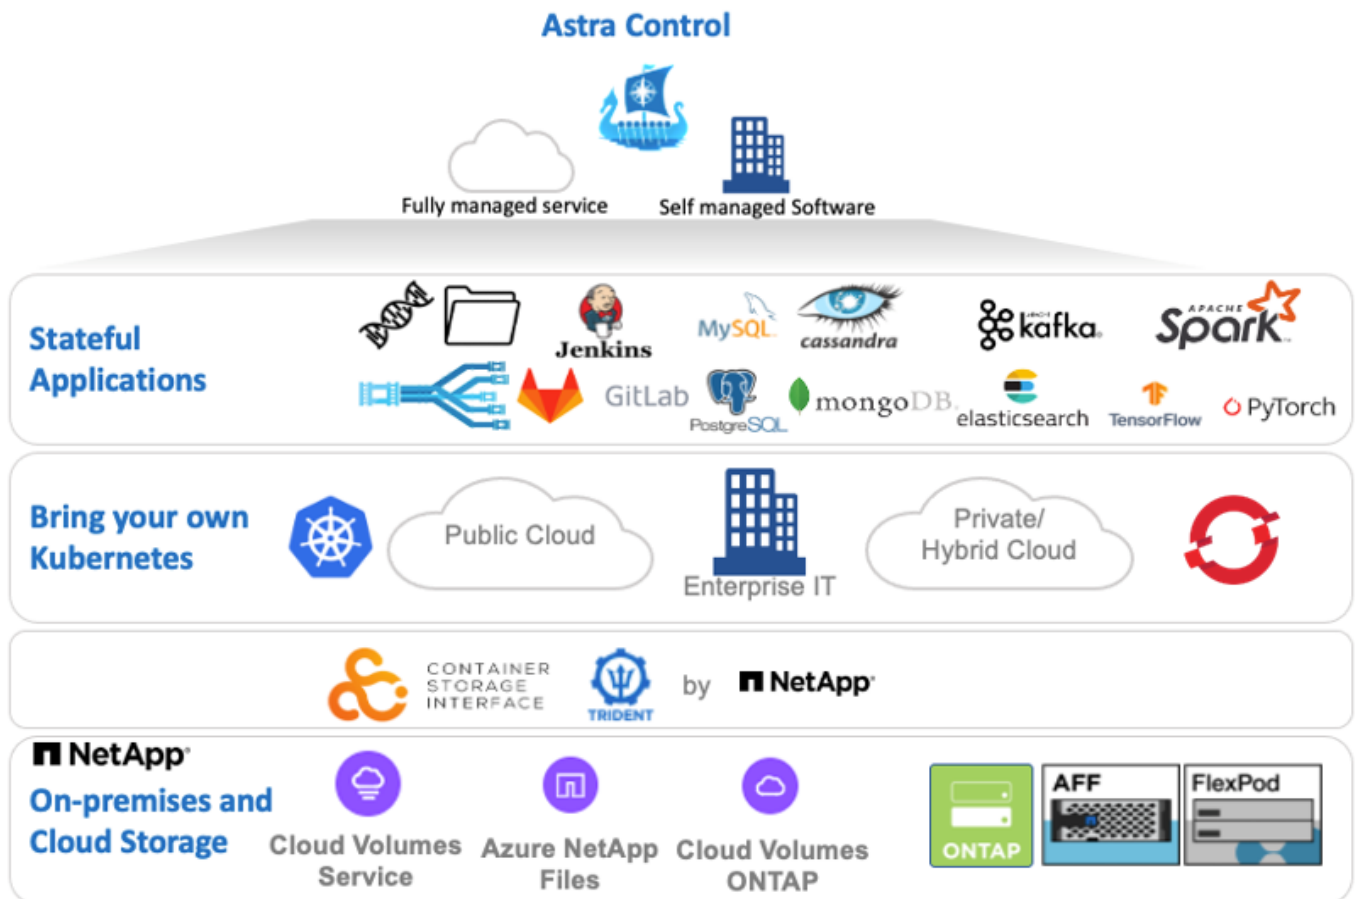 Astra Control
Fully managed service
Self managed Software
Stateful
Applications
Jenkins
MySQL
cassandra
kafka
APACHE
Spark
GitLab
PostgreSQL
mongoDB
elasticsearch
TensorFlow
PyTorch
Bring your own
Kubernetes
Public Cloud
Enterprise IT
Private/
Hybrid Cloud
CONTAINER
STORAGE
INTERFACE
TRIDENT
by
NetApp
NetApp
On-premises and
Cloud Storage
Cloud Volumes
Service
Azure NetApp
Files
Cloud Volumes
ONTAP
ONTAP
AFF
FlexPod